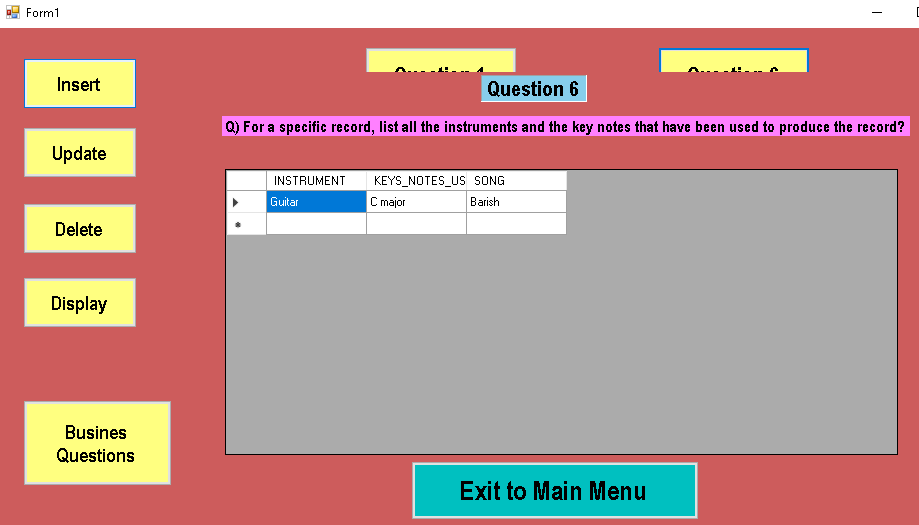 Form1
Insert
Update
Delete
Display
Busines
Questions
Question 1
Question 6
Question 6
Q) For a specific record, list all the instruments and the key notes that have been used to produce the record?
INSTRUMENT KEYS_NOTES_US SONG
Guitar C major Barish
Exit to Main Menu